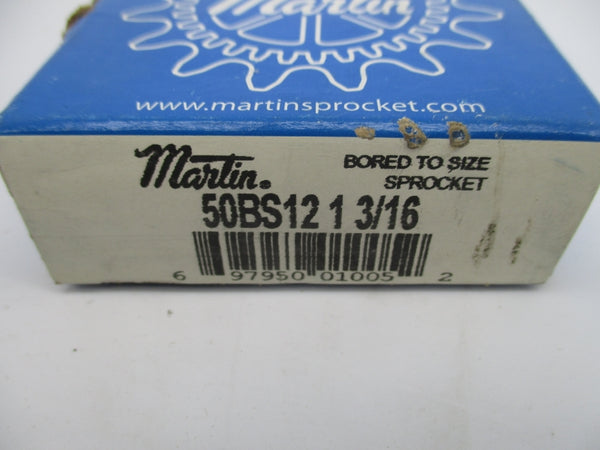 Martin
www.martinsprocket.com
Martin. BORED TO SIZE
SPROCKET
50BS12 1 3/16
6 97950 01005 2